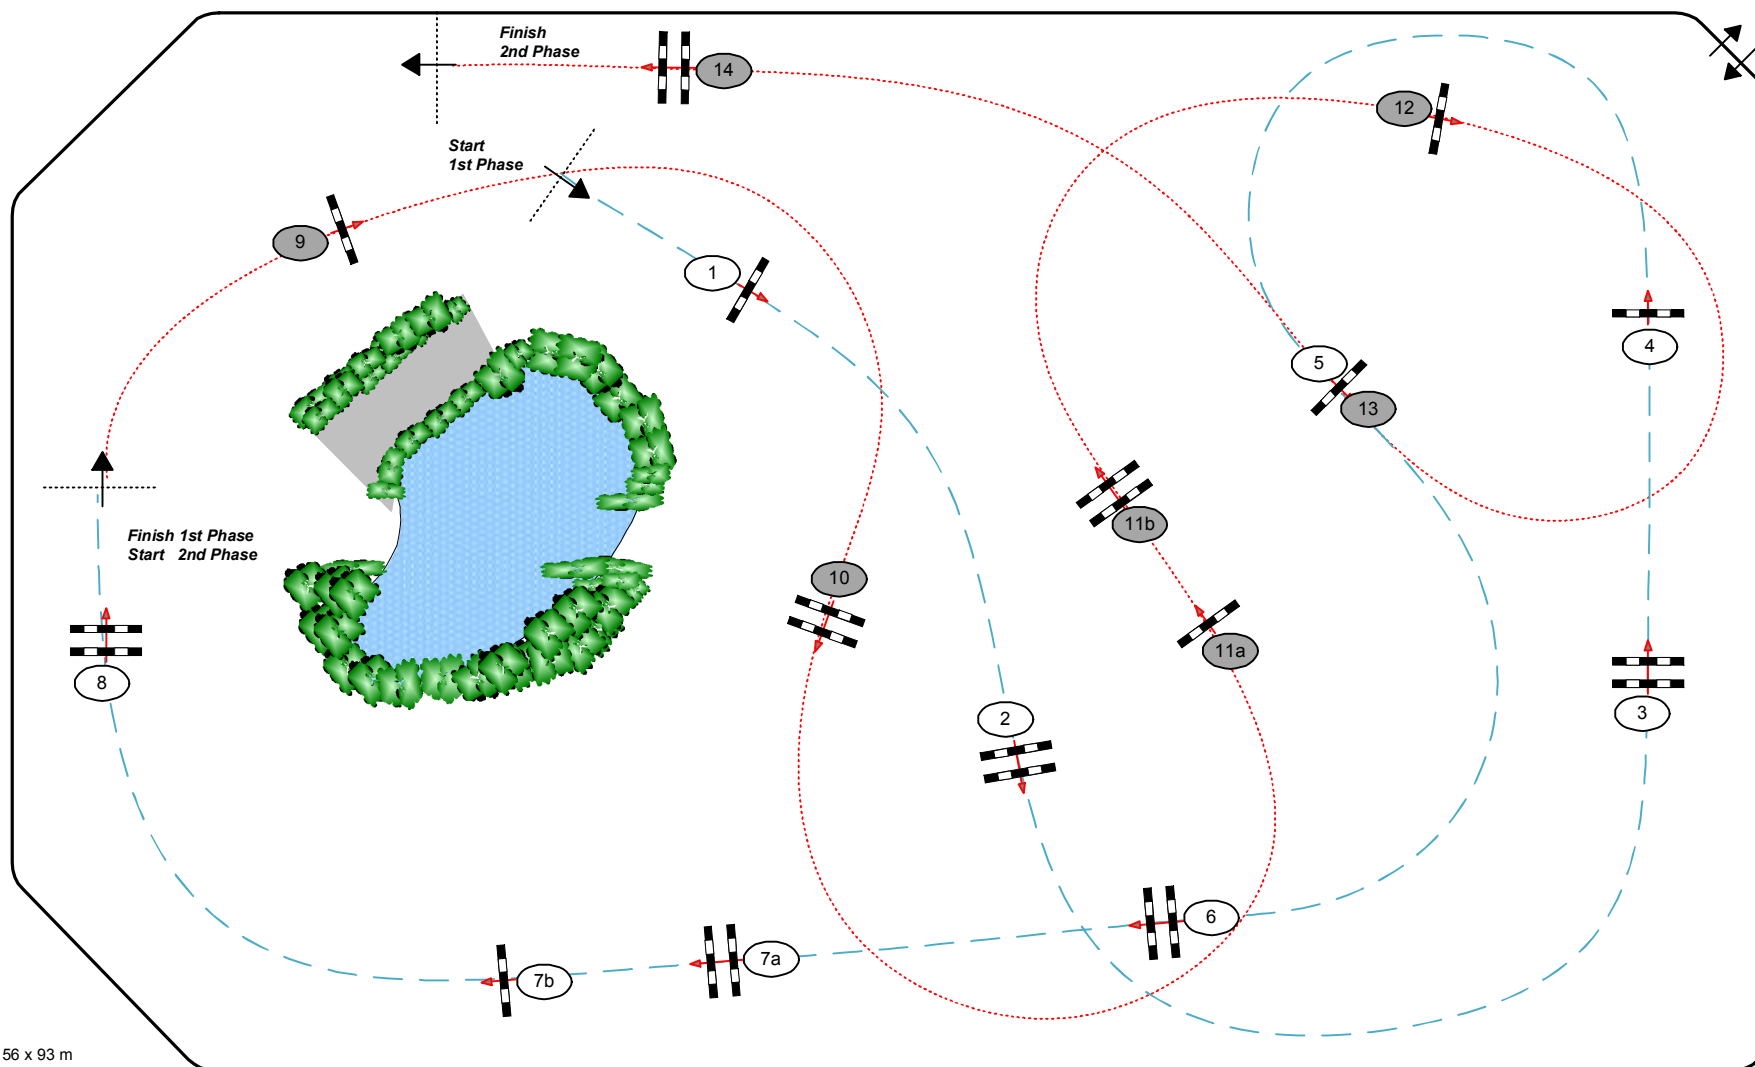 Finish
2nd Phase
14
12
Start
1st Phase
9
1
4
5
13
11b
Finish 1st Phase
Start 2nd Phase
10
11a
8
3
2
6
7a
7b
56 x 93 m